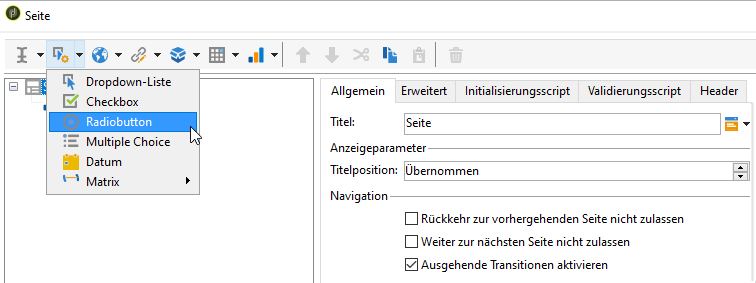 Seite
Dropdown-Liste
Checkbox
Radiobutton
Multiple Choice
Datum
Matrix
Allgemein Erweitert Initialisierungsscript Validierungsscript Header
Titel: Seite
Anzeigeparameter
Titelposition: Übernommen
Navigation
Rückkehr zur vorhergehenden Seite nicht zulassen
Weiter zur nächsten Seite nicht zulassen
Ausgehende Transitionen aktivieren